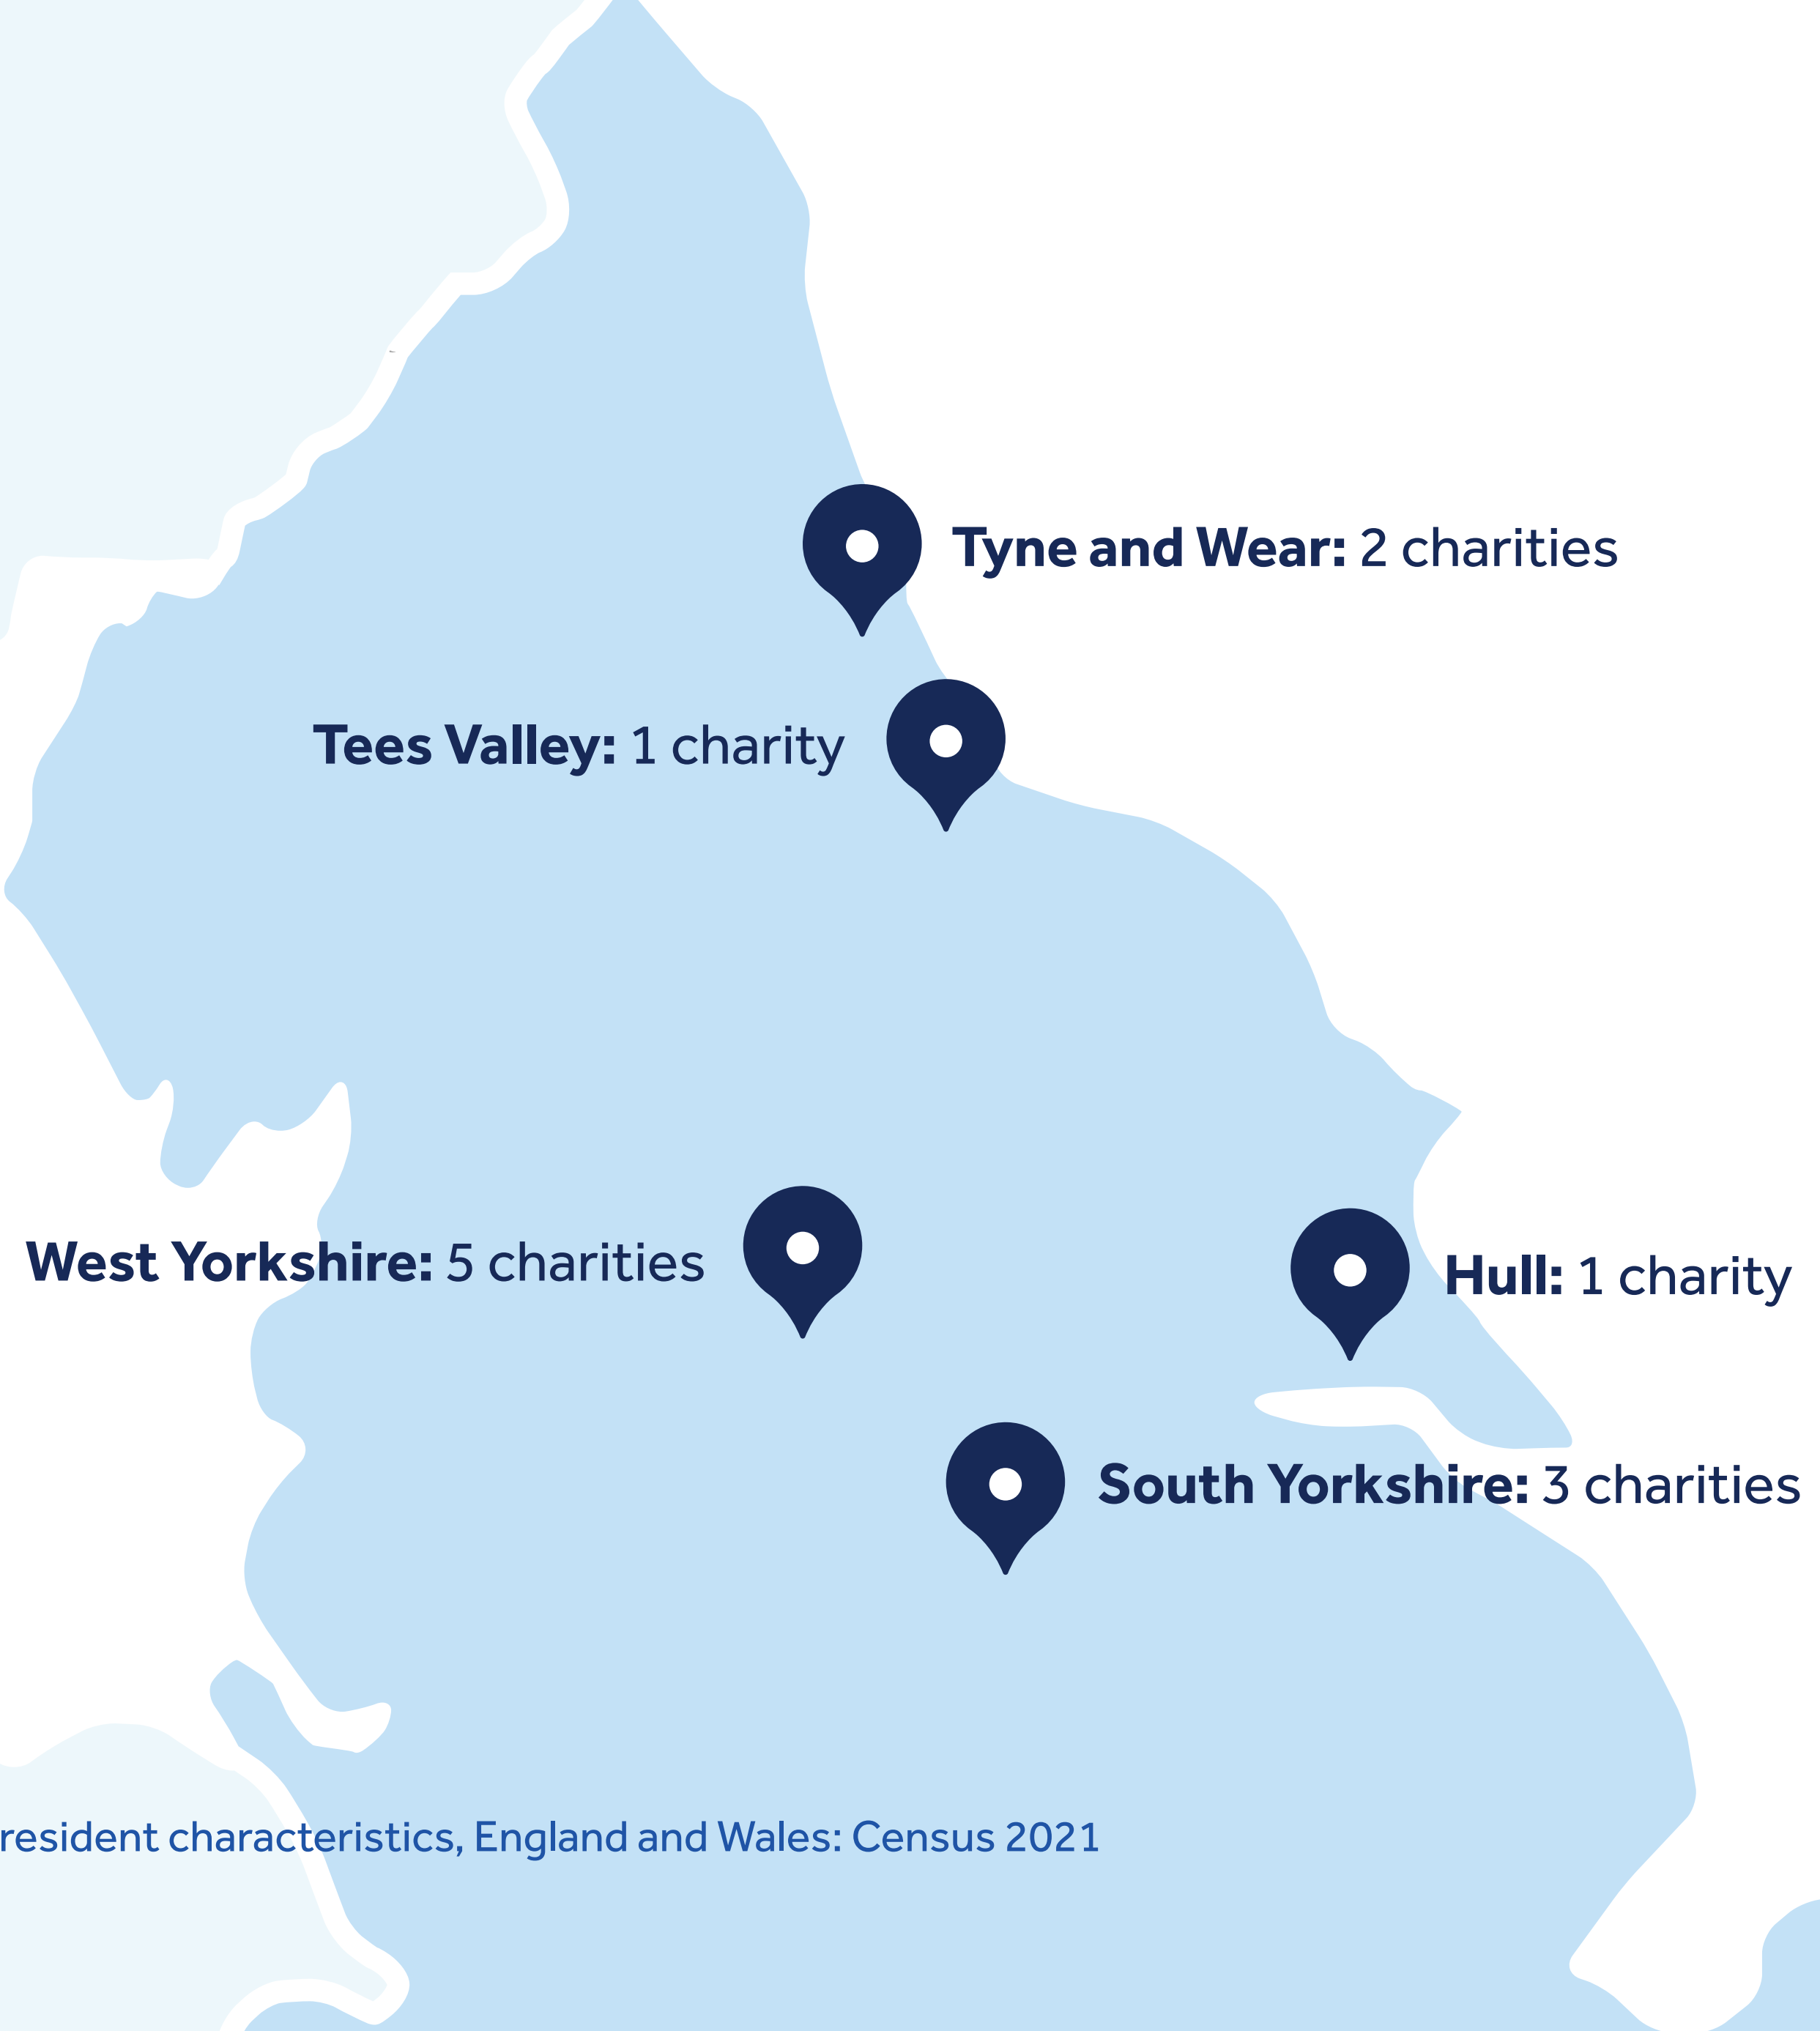 Tyne and Wear: 2 charities
Tees Valley: 1 charity
West Yorkshire: 5 charities
Hull: 1 charity
South Yorkshire: 3 charities
resident characteristics, England and Wales: Census 2021